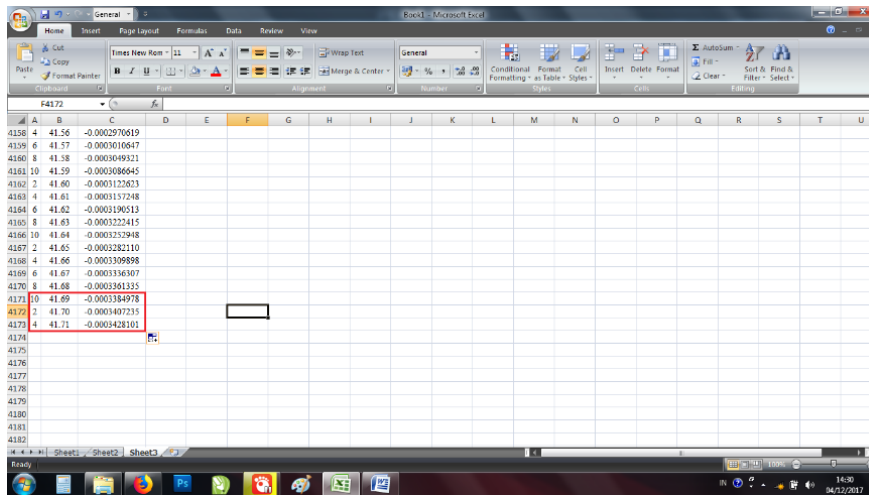 General
Book1 - Microsoft Excel
Home Insert Page Layout Formulas Data Review View
Cut
Copy
Format Painter
Paste
Times New Rom 11
B I U
Wrap Text
Merge & Center
General
Conditional Formatting
Format as Table
Cell Styles
Insert Delete Format
AutoSum
Fill
Clear
Sort & Filter
Find & Select
Clipboard Font Alignment Number Styles Cells Editing
F4172 fx
A B C D E F G H I J K L M N O P Q R S T U
4158 4 41.56 -0.0002970619
4159 6 41.57 -0.0003010647
4160 8 41.58 -0.0003049321
4161 10 41.59 -0.0003086645
4162 2 41.60 -0.0003122623
4163 4 41.61 -0.0003157248
4164 6 41.62 -0.0003190513
4165 8 41.63 -0.0003222415
4166 10 41.64 -0.0003252948
4167 2 41.65 -0.0003282110
4168 4 41.66 -0.0003309898
4169 6 41.67 -0.0003336307
4170 8 41.68 -0.0003361335
4171 10 41.69 -0.0003384978
4172 2 41.70 -0.0003407235
4173 4 41.71 -0.0003428101
4174
4175
4176
4177
4178
4179
4180
4181
4182
Sheet1 Sheet2 Sheet3
Ready 100%
Ps
IN 14:30
04/12/2017